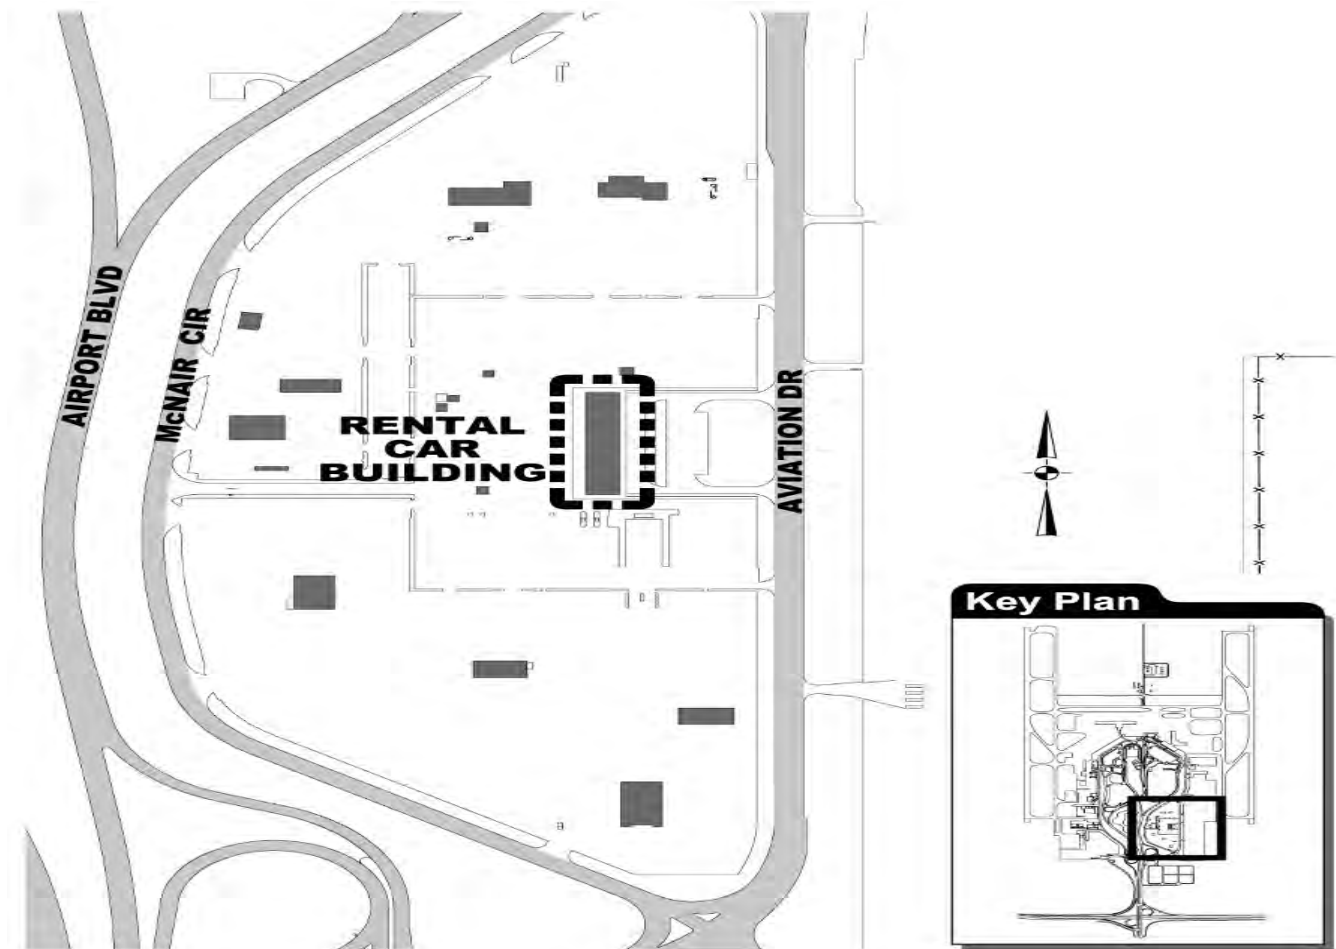 AIRPORT BLVD
McNAIR CIR
RENTAL
CAR
BUILDING
AVIATION DR
Key Plan